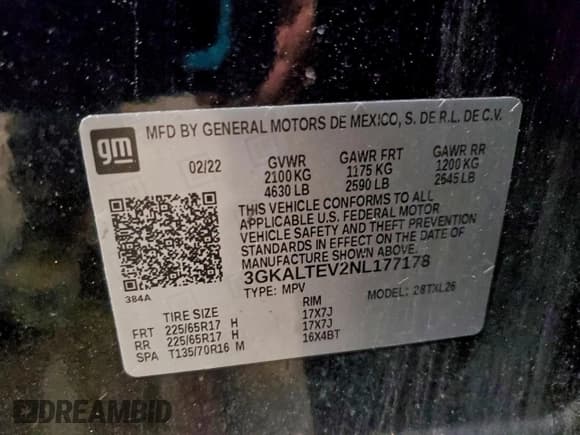 gm
MFD BY GENERAL MOTORS DE MEXICO, S. DE R.L. DE C.V.
02/22 GVWR GAWR FRT GAWR RR
2100 KG 1175 KG 1200 KG
4630 LB 2590 LB 2645 LB
THIS VEHICLE CONFORMS TO ALL
APPLICABLE U.S. FEDERAL MOTOR
VEHICLE SAFETY AND THEFT PREVENTION
STANDARDS IN EFFECT ON THE DATE OF
MANUFACTURE SHOWN ABOVE.
3GKALTEV2NL177178
384A
TYPE: MPV MODEL: 28TXL26
TIRE SIZE RIM
FRT 225/65R17 H 17X7J
RR 225/65R17 H 17X7J
SPA T135/70R16 M 16X4BT
DREAMBID